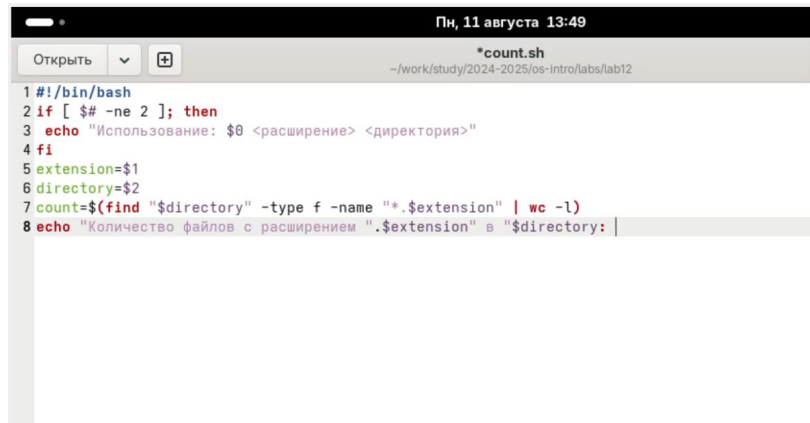 Пн, 11 августа 13:49
Открыть
*count.sh
~/work/study/2024-2025/os-intro/labs/lab12
1 #!/bin/bash
2 if [ $# -ne 2 ]; then
3  echo "Использование: $0 <расширение> <директория>"
4 fi
5 extension=$1
6 directory=$2
7 count=$(find "$directory" -type f -name "*.$extension" | wc -l)
8 echo "Количество файлов с расширением ".$extension" в "$directory: